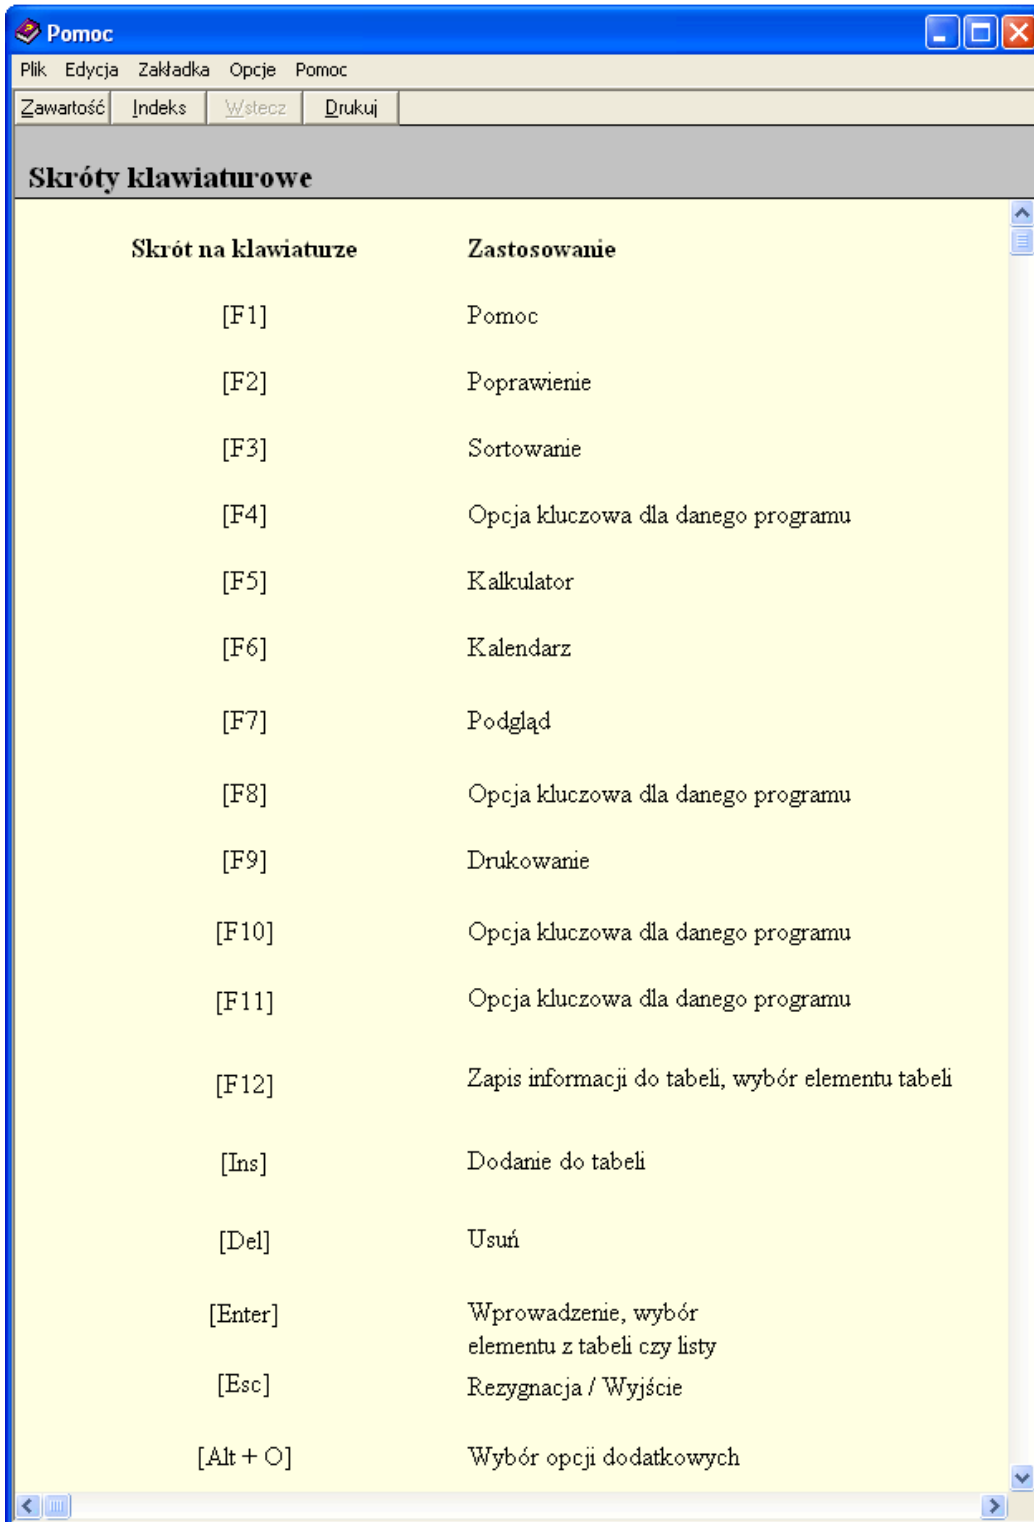 Pomoc
Plik Edycja Zakładka Opcje Pomoc
Zawartość Indeks Wstecz Drukuj
Skróty klawiaturowe
Skrót na klawiaturze Zastosowanie
[F1] Pomoc
[F2] Poprawienie
[F3] Sortowanie
[F4] Opcja kluczowa dla danego programu
[F5] Kalkulator
[F6] Kalendarz
[F7] Podgląd
[F8] Opcja kluczowa dla danego programu
[F9] Drukowanie
[F10] Opcja kluczowa dla danego programu
[F11] Opcja kluczowa dla danego programu
[F12] Zapis informacji do tabeli, wybór elementu tabeli
[Ins] Dodanie do tabeli
[Del] Usuń
[Enter] Wprowadzenie, wybór
elementu z tabeli czy listy
[Esc] Rezygnacja / Wyjście
[Alt + O] Wybór opcji dodatkowych